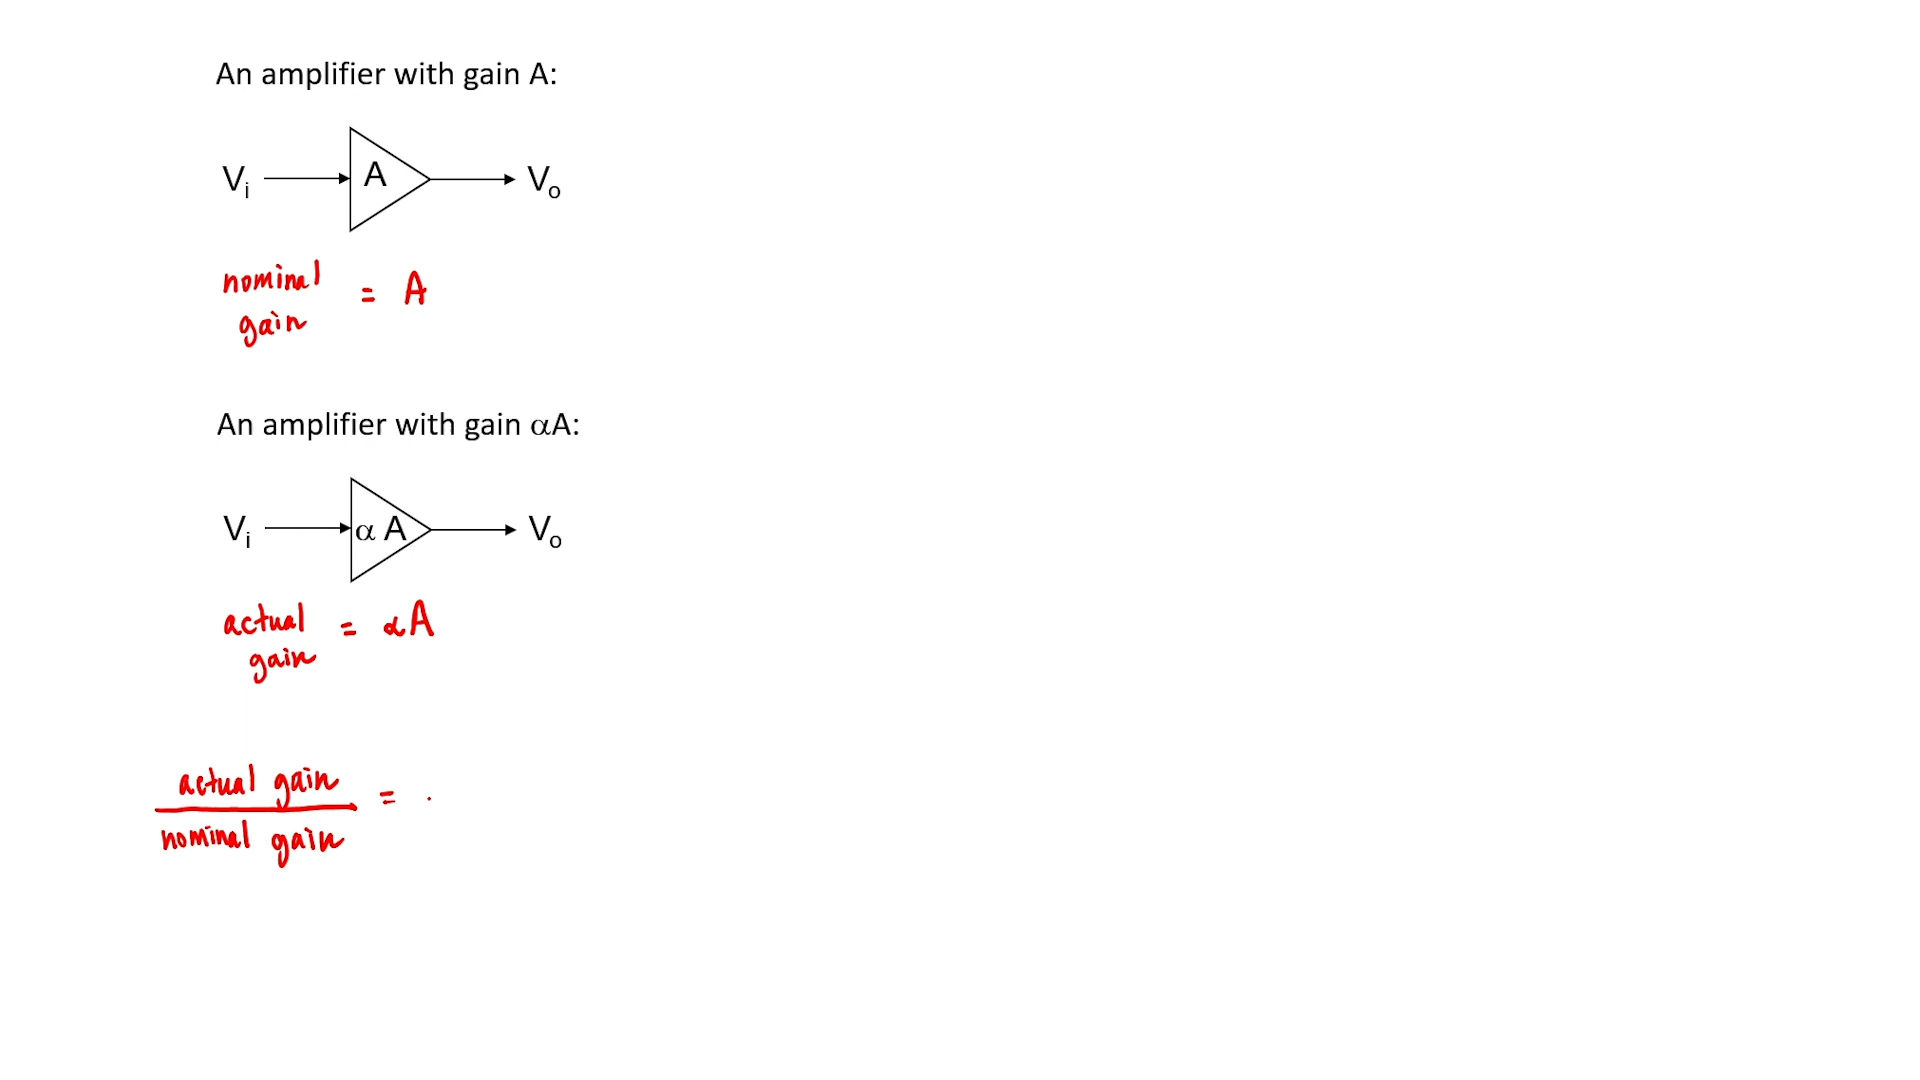 An amplifier with gain A:
Vi A Vo
nominal = A
gain
An amplifier with gain αA:
Vi α A Vo
actual = αA
gain
actual gain =
nominal gain